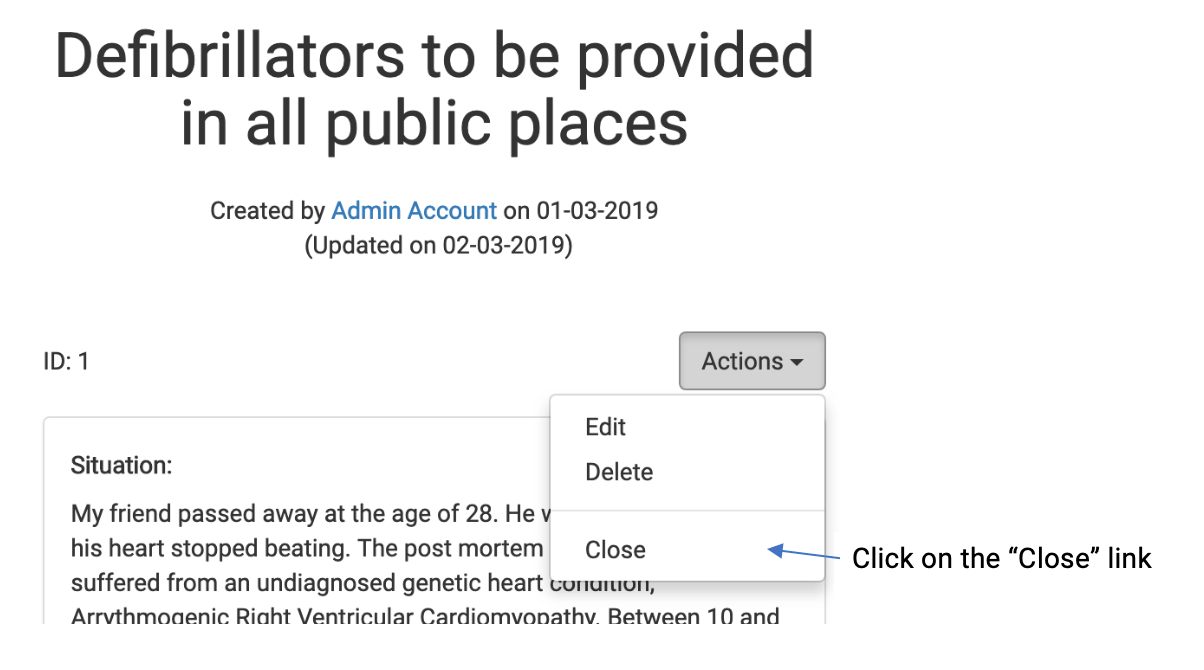 Defibrillators to be provided
in all public places
Created by Admin Account on 01-03-2019
(Updated on 02-03-2019)
ID: 1
Actions
Edit
Delete
Close
Click on the “Close” link
Situation:
My friend passed away at the age of 28. He
his heart stopped beating. The post mortem
suffered from an undiagnosed genetic heart condition,
Arrythmogenic Right Ventricular Cardiomyopathy. Between 10 and